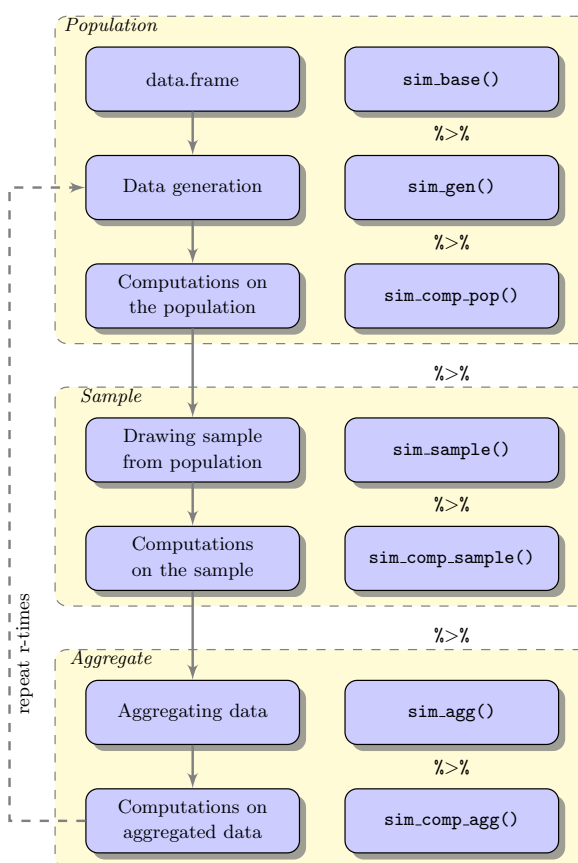 Population
data.frame
sim_base()
%>%
Data generation
sim_gen()
%>%
Computations on
the population
sim_comp_pop()
%>%
Sample
Drawing sample
from population
sim_sample()
%>%
Computations
on the sample
sim_comp_sample()
%>%
Aggregate
Aggregating data
sim_agg()
%>%
Computations on
aggregated data
sim_comp_agg()
repeat r-times